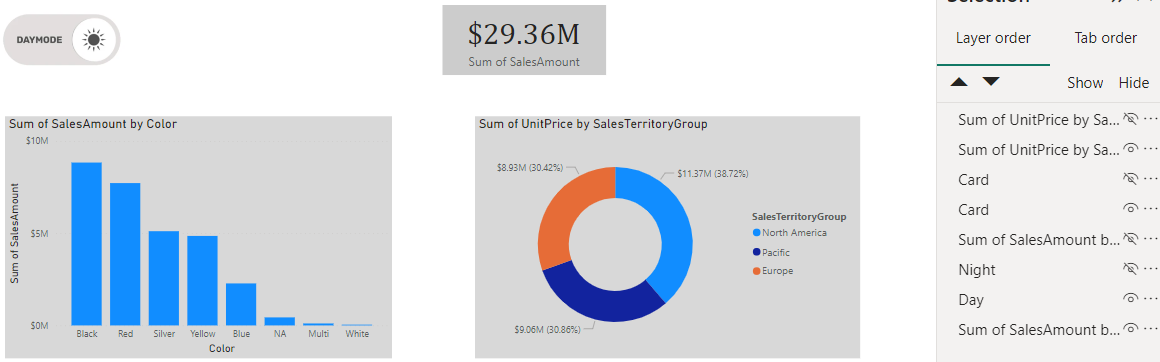 DAYMODE
$29.36M
Sum of SalesAmount
Sum of SalesAmount by Color
$10M
$5M
$0M
Sum of SalesAmount
Black Red Silver Yellow Blue NA Multi White
Color
Sum of UnitPrice by SalesTerritoryGroup
$8.93M (30.42%)
$11.37M (38.72%)
$9.06M (30.86%)
SalesTerritoryGroup
North America
Pacific
Europe
Layer order Tab order
Show Hide
Sum of UnitPrice by Sa...
Sum of UnitPrice by Sa...
Card
Card
Sum of SalesAmount b...
Night
Day
Sum of SalesAmount b...